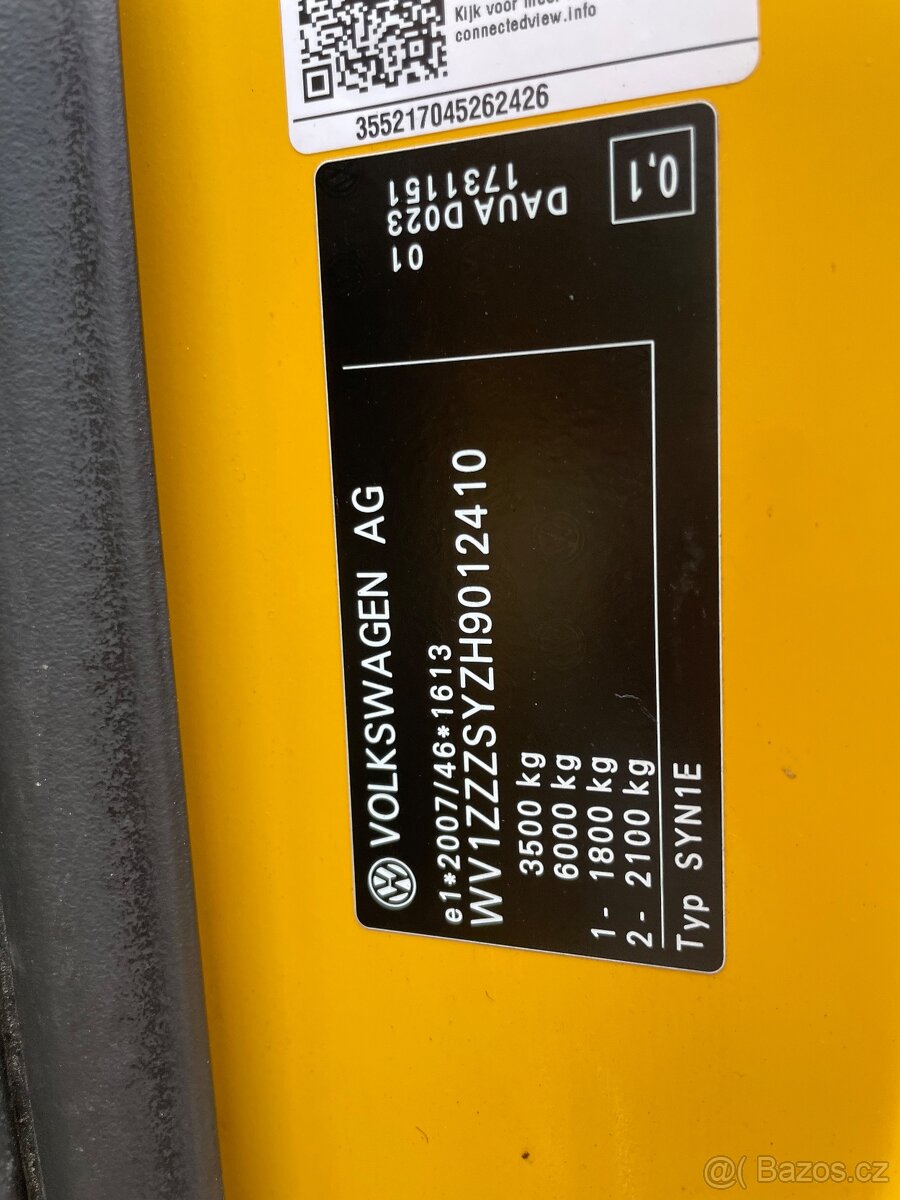 Kijk voor meer
connectedview.info
355217045262426
VOLKSWAGEN AG
e1*2007/46*1613
WV1ZZZSYZH9012410
3500 kg
6000 kg
1- 1800 kg
2- 2100 kg
Typ SYN1E
01
DAUA D023
1731151
0,1
@( Bazos.cz